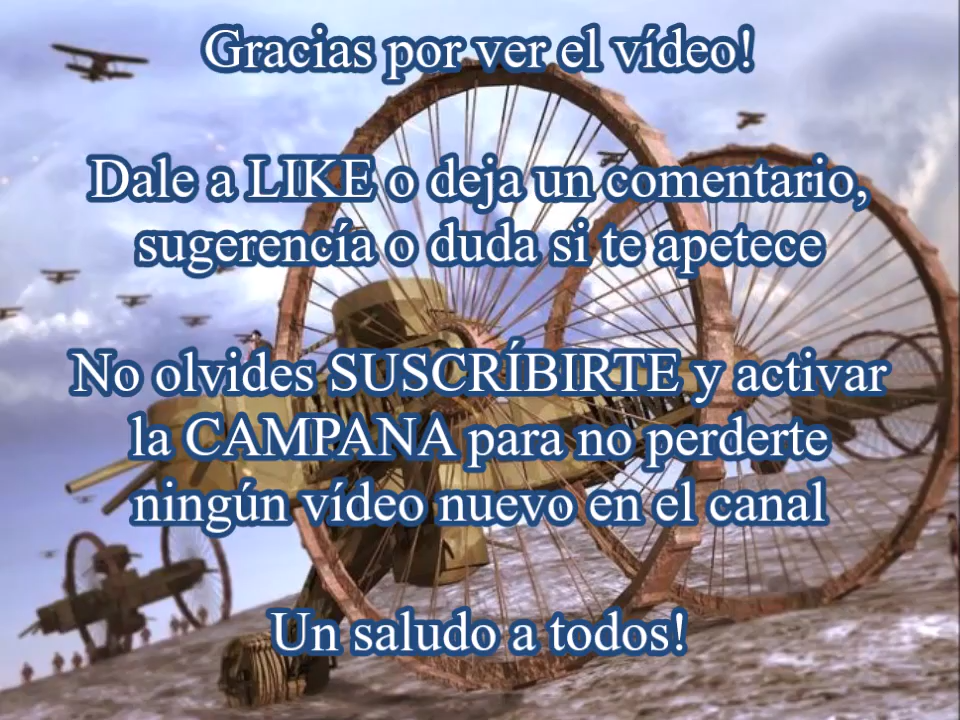 Gracias por ver el vídeo!
Dale a LIKE o deja un comentario,
sugerencía o duda si te apetece
No olvides SUSCRÍBIRTE y activar
la CAMPANA para no perderte
ningún vídeo nuevo en el canal
Un saludo a todos!